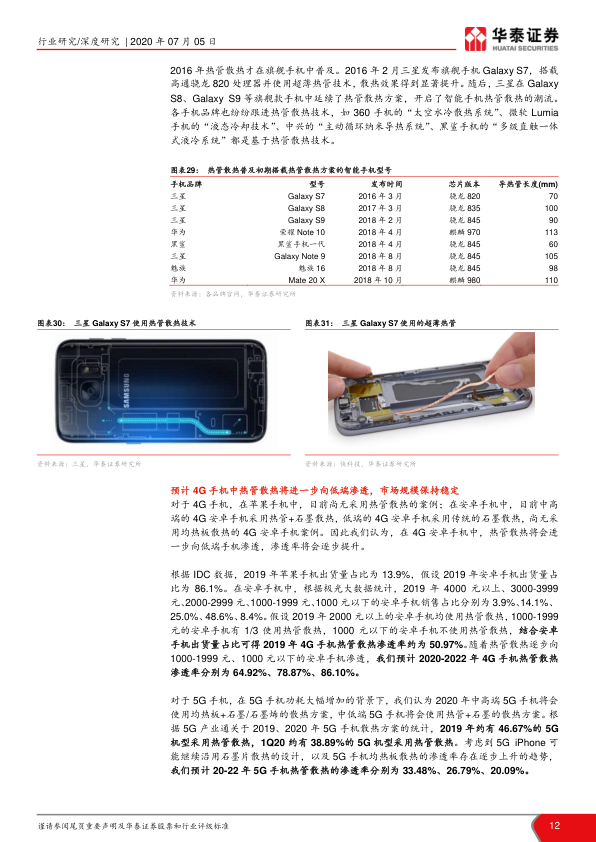 行业研究/深度研究 | 2020 年 07 月 05 日
华泰证券
HUATAI SECURITIES
2016 年热管散热才在旗舰手机中普及。2016 年 2 月三星发布旗舰手机 Galaxy S7，搭载
高通骁龙 820 处理器并使用超薄热管技术，散热效果得到显著提升。随后，三星在 Galaxy
S8、Galaxy S9 等旗舰款手机中延续了热管散热方案，开启了智能手机热管散热的潮流。
各手机品牌也纷纷跟进热管散热技术，如 360 手机的“太空水冷散热系统”、微软 Lumia
手机的“液态冷却技术”、中兴的“主动循环纳米导热系统”、黑鲨手机的“多级直触一体
式液冷系统”都是基于热管散热技术。
图表29： 热管散热普及初期搭载热管散热方案的智能手机型号
手机品牌 型号 发布时间 芯片版本 导热管长度(mm)
三星 Galaxy S7 2016 年 3 月 骁龙 820 70
三星 Galaxy S8 2017 年 3 月 骁龙 835 100
三星 Galaxy S9 2018 年 2 月 骁龙 845 90
华为 荣耀 Note 10 2018 年 4 月 麒麟 970 113
黑鲨 黑鲨手机一代 2018 年 4 月 骁龙 845 60
三星 Galaxy Note 9 2018 年 8 月 骁龙 845 105
魅族 魅族 16 2018 年 8 月 骁龙 845 98
华为 Mate 20 X 2018 年 10 月 麒麟 980 110
资料来源：各品牌官网，华泰证券研究所
图表30： 三星 Galaxy S7 使用热管散热技术
图表31： 三星 Galaxy S7 使用的超薄热管
SAMSUNG
资料来源：三星，华泰证券研究所
资料来源：快科技，华泰证券研究所
预计 4G 手机中热管散热将进一步向低端渗透，市场规模保持稳定
对于 4G 手机，在苹果手机中，目前尚无采用热管散热的案例；在安卓手机中，目前中高
端的 4G 安卓手机采用热管+石墨散热，低端的 4G 安卓手机采用传统的石墨散热，尚无采
用均热板散热的 4G 安卓手机案例。因此我们认为，在 4G 安卓手机中，热管散热将会进
一步向低端手机渗透，渗透率将会逐步提升。
根据 IDC 数据，2019 年苹果手机出货量占比为 13.9%，假设 2019 年安卓手机出货量占
比为 86.1%。在安卓手机中，根据极光大数据统计，2019 年 4000 元以上、3000-3999
元、2000-2999 元、1000-1999 元、1000 元以下的安卓手机销售占比分别为 3.9%、14.1%、
25.0%、48.6%、8.4%。假设 2019 年 2000 元以上的安卓手机均使用热管散热，1000-1999
元的安卓手机有 1/3 使用热管散热，1000 元以下的安卓手机不使用热管散热，结合安卓
手机出货量占比可得 2019 年 4G 手机热管散热渗透率约为 50.97%。随着热管散热逐步向
1000-1999 元、1000 元以下的安卓手机渗透，我们预计 2020-2022 年 4G 手机热管散热
渗透率分别为 64.92%、78.87%、86.10%。
对于 5G 手机，在 5G 手机功耗大幅增加的背景下，我们认为 2020 年中高端 5G 手机将会
使用均热板+石墨/石墨烯的散热方案，中低端 5G 手机将会使用热管+石墨的散热方案。根
据 5G 产业通关于 2019、2020 年 5G 手机散热方案的统计，2019 年约有 46.67%的 5G
机型采用热管散热，1Q20 约有 38.89%的 5G 机型采用热管散热。考虑到 5G iPhone 可
能继续沿用石墨片散热的设计，以及 5G 手机均热板散热的渗透率存在逐步上升的趋势，
我们预计 20-22 年 5G 手机热管散热的渗透率分别为 33.48%、26.79%、20.09%。
谨请参阅尾页重要声明及华泰证券股票和行业评级标准
12